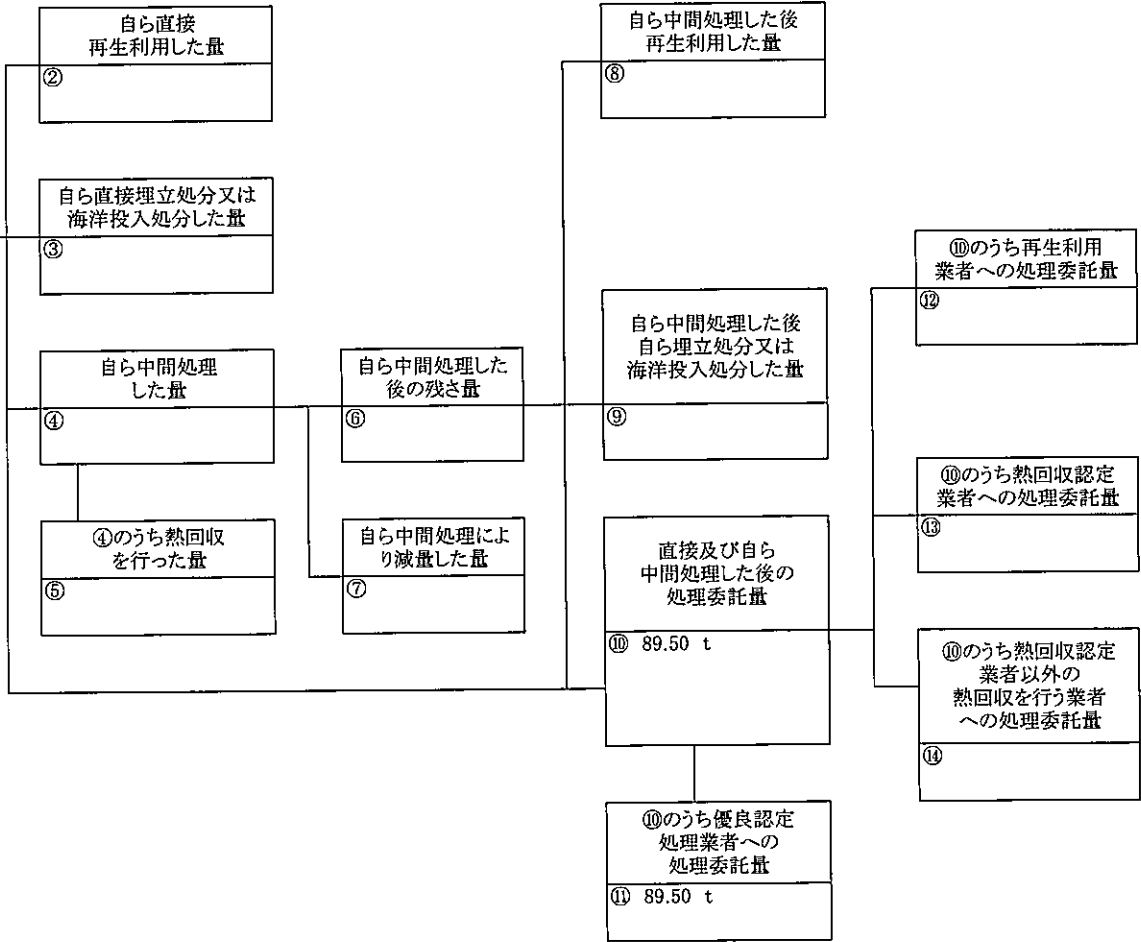 自ら直接
再生利用した量
②
自ら直接埋立処分又は
海洋投入処分した量
③
自ら中間処理
した量
④
④のうち熱回収
を行った量
⑤
自ら中間処理した
後の残さ量
⑥
自ら中間処理によ
り減量した量
⑦
自ら中間処理した後
再生利用した量
⑧
自ら中間処理した後
自ら埋立処分又は
海洋投入処分した量
⑨
直接及び自ら
中間処理した後の
処理委託量
⑩ 89.50 t
⑩のうち優良認定
処理業者への
処理委託量
⑪ 89.50 t
⑩のうち再生利用
業者への処理委託量
⑫
⑩のうち熱回収認定
業者への処理委託量
⑬
⑩のうち熱回収認定
業者以外の
熱回収を行う業者
への処理委託量
⑭